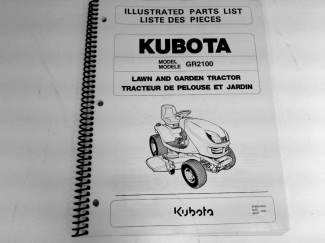 ILLUSTRATED PARTS LIST
LISTE DES PIECES
KUBOTA
MODEL
MODELE GR2100
LAWN AND GARDEN TRACTOR
TRACTEUR DE PELOUSE ET JARDIN
Kubota